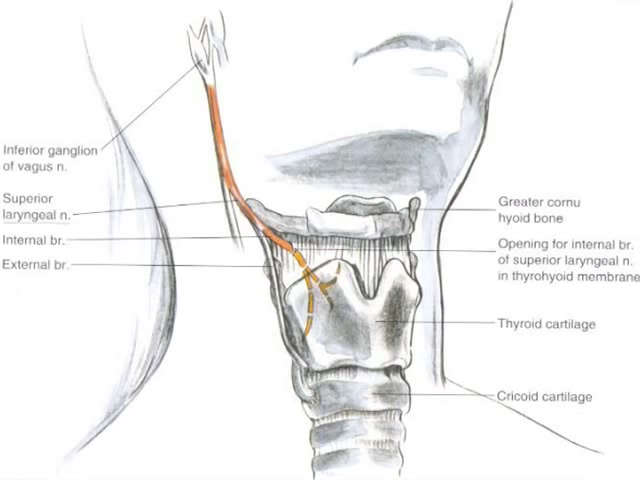 Inferior ganglion
of vagus n.
Superior
laryngeal n.
Internal br.
External br.
Greater cornu
hyoid bone
Opening for internal br.
of superior laryngeal n.
in thyrohyoid membrane
Thyroid cartilage
Cricoid cartilage